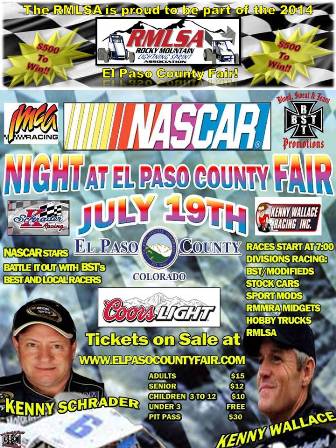 The RMLSA is proud to be part of the 2014
$500
To
Win!!
RMLSA
ROCKY MOUNTAIN
LIGHTNING SPRINT
ASSOCIATION
$500
To
Win!!
El Paso County Fair!
RACING
NASCAR
Blood, Sweat & Tears
BST
Promotions
NIGHT AT EL PASO COUNTY FAIR
JULY 19TH
Schrader
Racing
KENNY WALLACE
RACING INC.
EL PASO COUNTY
COLORADO
NASCAR STARS
BATTLE IT OUT WITH BST's
BEST AND LOCAL RACERS
RACES START AT 7:00
DIVISIONS RACING:
BST/ MODIFIEDS
STOCK CARS
SPORT MODS
RMMRA MIDGETS
HOBBY TRUCKS
RMLSA
Coors LIGHT
Tickets on Sale at
WWW.ELPASOCOUNTYFAIR.COM
ADULTS $15
SENIOR $12
CHILDREN 3 TO 12 $10
UNDER 3 FREE
PIT PASS $30
KENNY SCHRADER
KENNY WALLACE